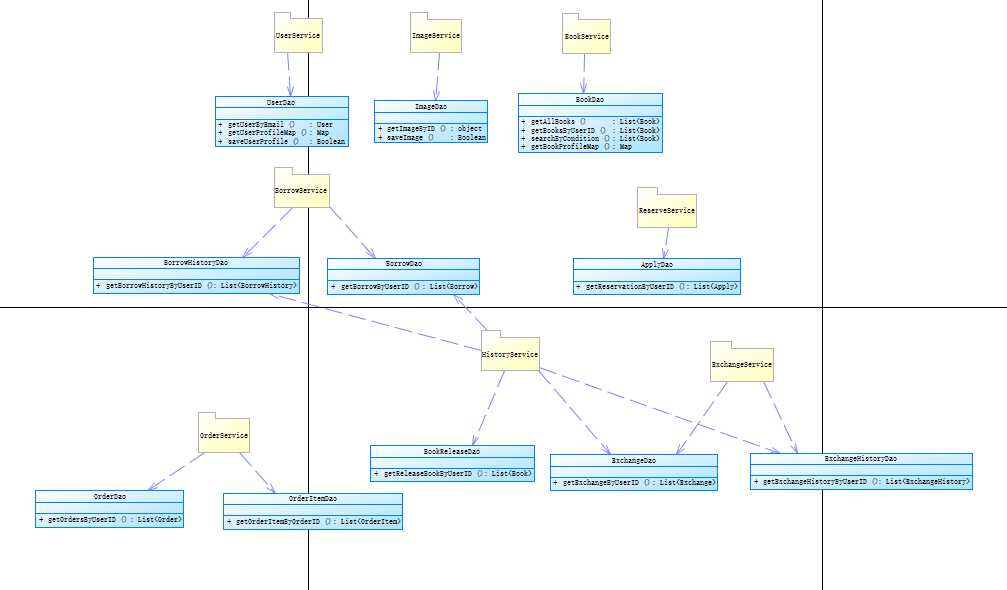 UserService
ImageService
BookService
UserDao
+ getUserByEmail () : User
+ getUserProfileMap () : Map
+ saveUserProfile () : Boolean
ImageDao
+ getImageByID () : object
+ saveImage () : Boolean
BookDao
+ getAllBooks () : List<Book>
+ getBooksByUserID () : List<Book>
+ searchByCondition () : List<Book>
+ getBookProfileMap () : Map
BorrowService
ReserveService
BorrowHistoryDao
+ getBorrowHistoryByUserID () : List<BorrowHistory>
BorrowDao
+ getBorrowByUserID () : List<Borrow>
ApplyDao
+ getReservationByUserID () : List<Apply>
HistoryService
ExchangeService
OrderService
BookReleaseDao
+ getReleaseBookByUserID () : List<Book>
ExchangeDao
+ getExchangeByUserID () : List<Exchange>
ExchangeHistoryDao
+ getExchangeHistoryByUserID () : List<ExchangeHistory>
OrderDao
+ getOrdersByUserID () : List<Order>
OrderItemDao
+ getOrderItemByOrderID () : List<OrderItem>